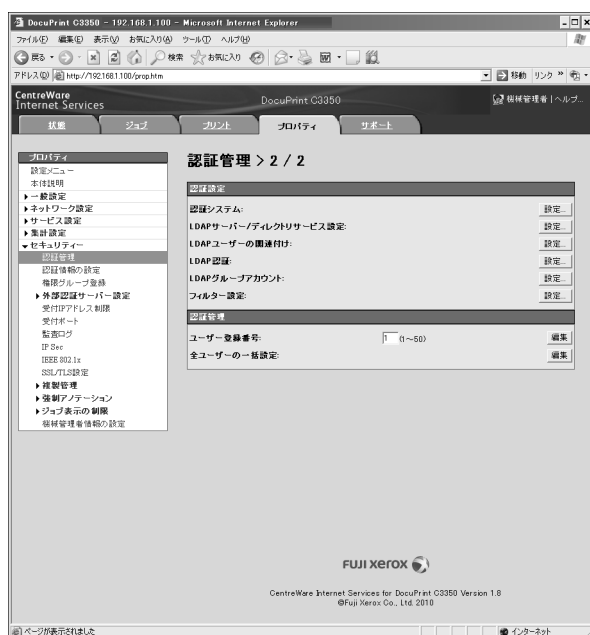 DocuPrint C3350 - 192.168.1.100 - Microsoft Internet Explorer
ファイル(F) 編集(E) 表示(V) お気に入り(A) ツール(T) ヘルプ(H)
戻る 検索 お気に入り
アドレス(D) http://192.168.1.100/prop.htm 移動 リンク »
CentreWare
Internet Services
DocuPrint C3350
機械管理者 | ヘルプ...
状態 ジョブ プリント プロパティ サポート
プロパティ
設定メニュー
本体説明
一般設定
ネットワーク設定
サービス設定
集計設定
セキュリティー
認証管理
認証情報の設定
権限グループ登録
外部認証サーバー設定
受付IPアドレス制限
受付ポート
監査ログ
IP Sec
IEEE 802.1x
SSL/TLS設定
複製管理
強制アノテーション
ジョブ表示の制限
機械管理者情報の設定
認証管理 > 2 / 2
認証設定
認証システム: 設定...
LDAPサーバー/ディレクトリサービス設定: 設定...
LDAPユーザーの関連付け: 設定...
LDAP認証: 設定...
LDAPグループアカウント: 設定...
フィルター設定: 設定...
認証管理
ユーザー登録番号: 1 (1~50) 編集
全ユーザーの一括設定: 編集
FUJI XEROX
CentreWare Internet Services for DocuPrint C3350 Version 1.8
©Fuji Xerox Co., Ltd. 2010
ページが表示されました インターネット